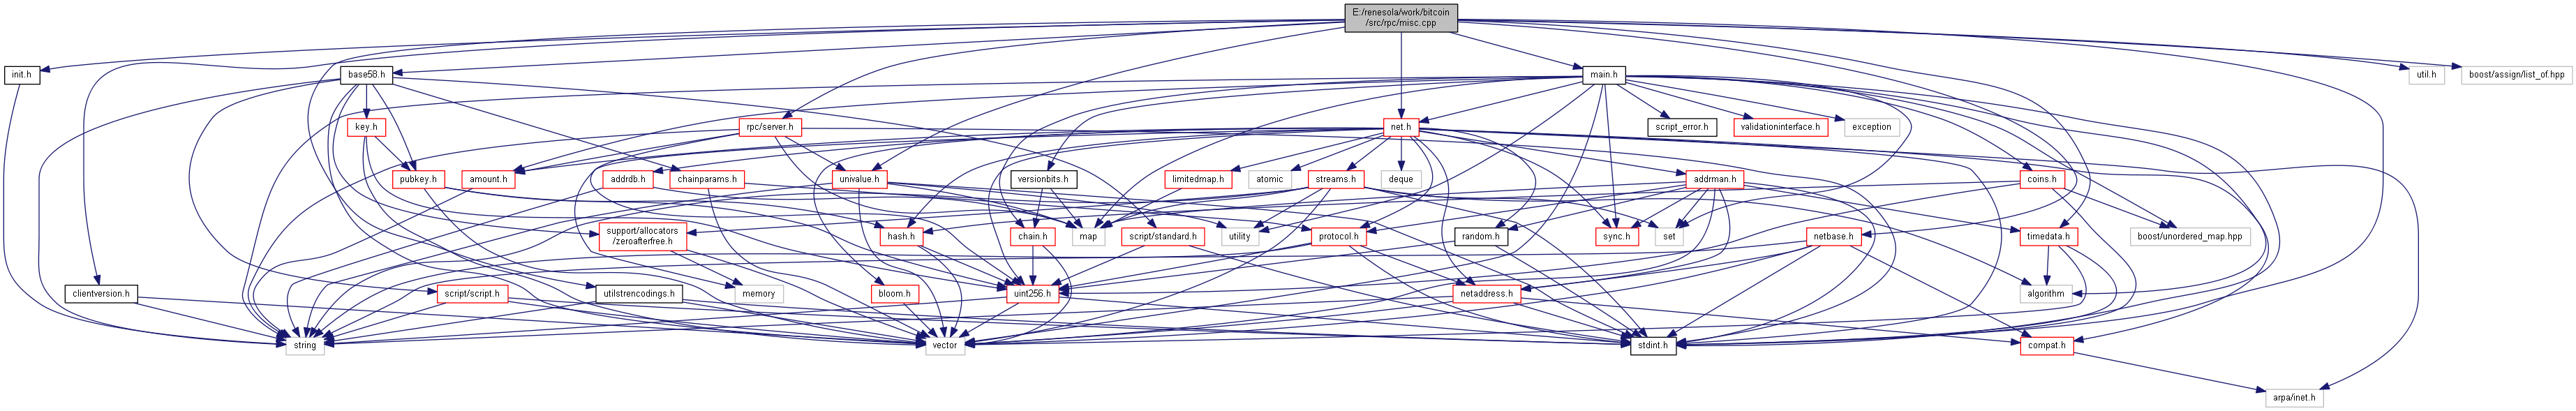 E:/renesola/work/bitcoin
/src/rpc/misc.cpp
init.h
base58.h
main.h
util.h
boost/assign/list_of.hpp
key.h
rpc/server.h
net.h
script_error.h
validationinterface.h
exception
pubkey.h
amount.h
addrdb.h
chainparams.h
univalue.h
versionbits.h
limitedmap.h
atomic
streams.h
deque
addrman.h
coins.h
support/allocators
/zeroafterfree.h
hash.h
chain.h
map
script/standard.h
utility
protocol.h
random.h
sync.h
set
netbase.h
timedata.h
boost/unordered_map.hpp
clientversion.h
script/script.h
utilstrencodings.h
memory
bloom.h
uint256.h
netaddress.h
algorithm
string
vector
stdint.h
compat.h
arpa/inet.h